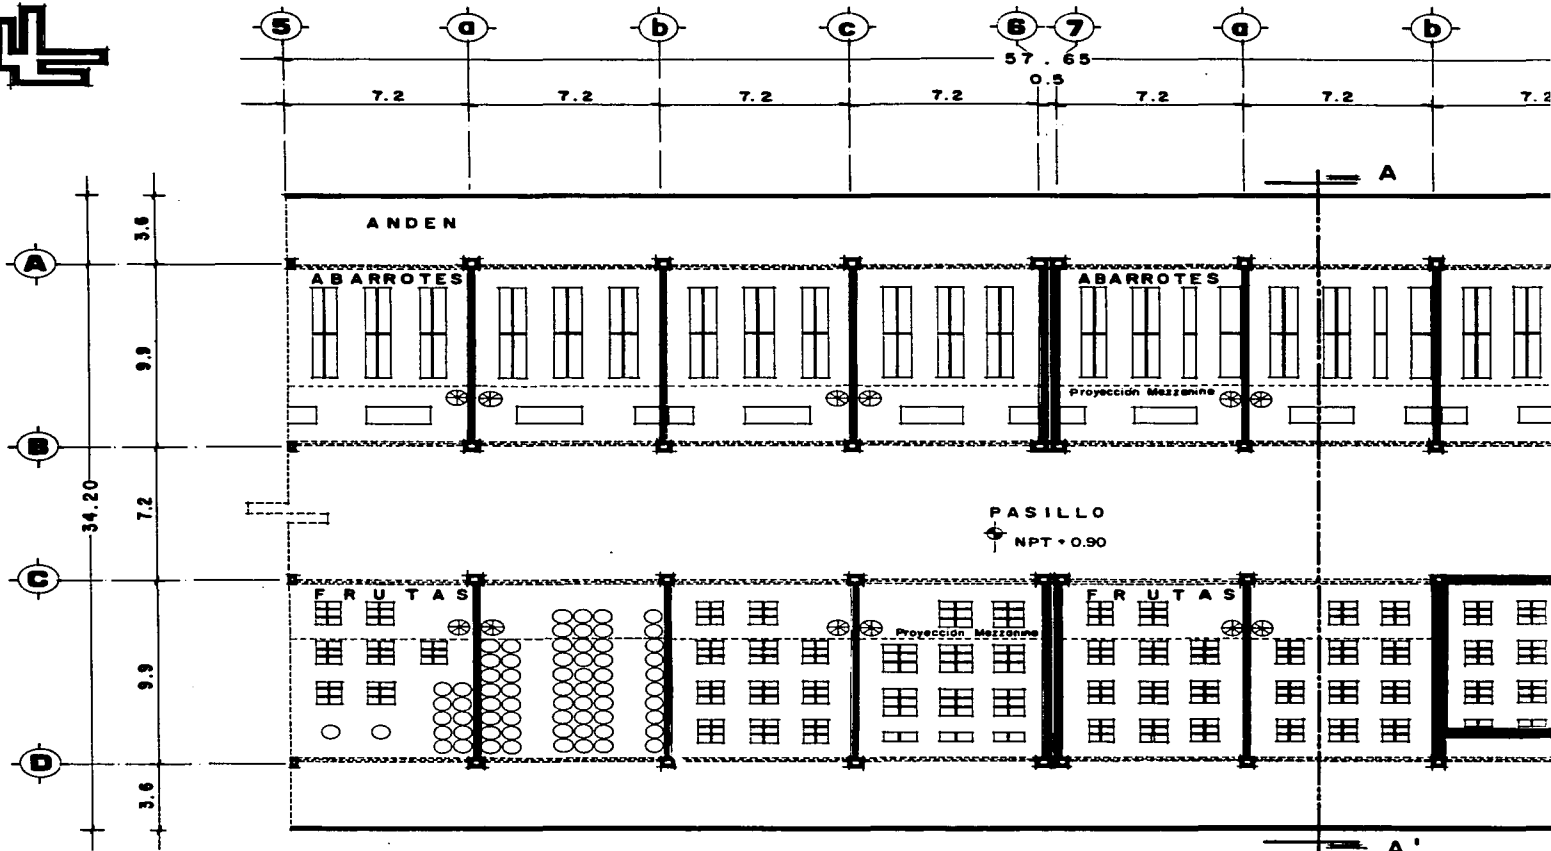 5 a b c 6 7 a b
57.65
0.5
7.2 7.2 7.2 7.2 7.2 7.2 7.2
A
ANDEN
3.6
A
ABARROTES ABARROTES
9.9
Proyección Mezzanine
B
34.20
7.2
PASILLO
NPT + 0.90
C
FRUTAS FRUTAS
Proyección Mezzanine
9.9
D
3.6
A'